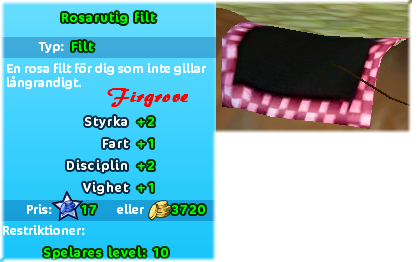 Rosarutig filt
Typ: Filt
En rosa filt för dig som inte gillar
långrandigt.
Firgrove
Styrka +2
Fart +1
Disciplin +2
Vighet +1
Pris: 17 eller 3720
Restriktioner:
Spelares level: 10